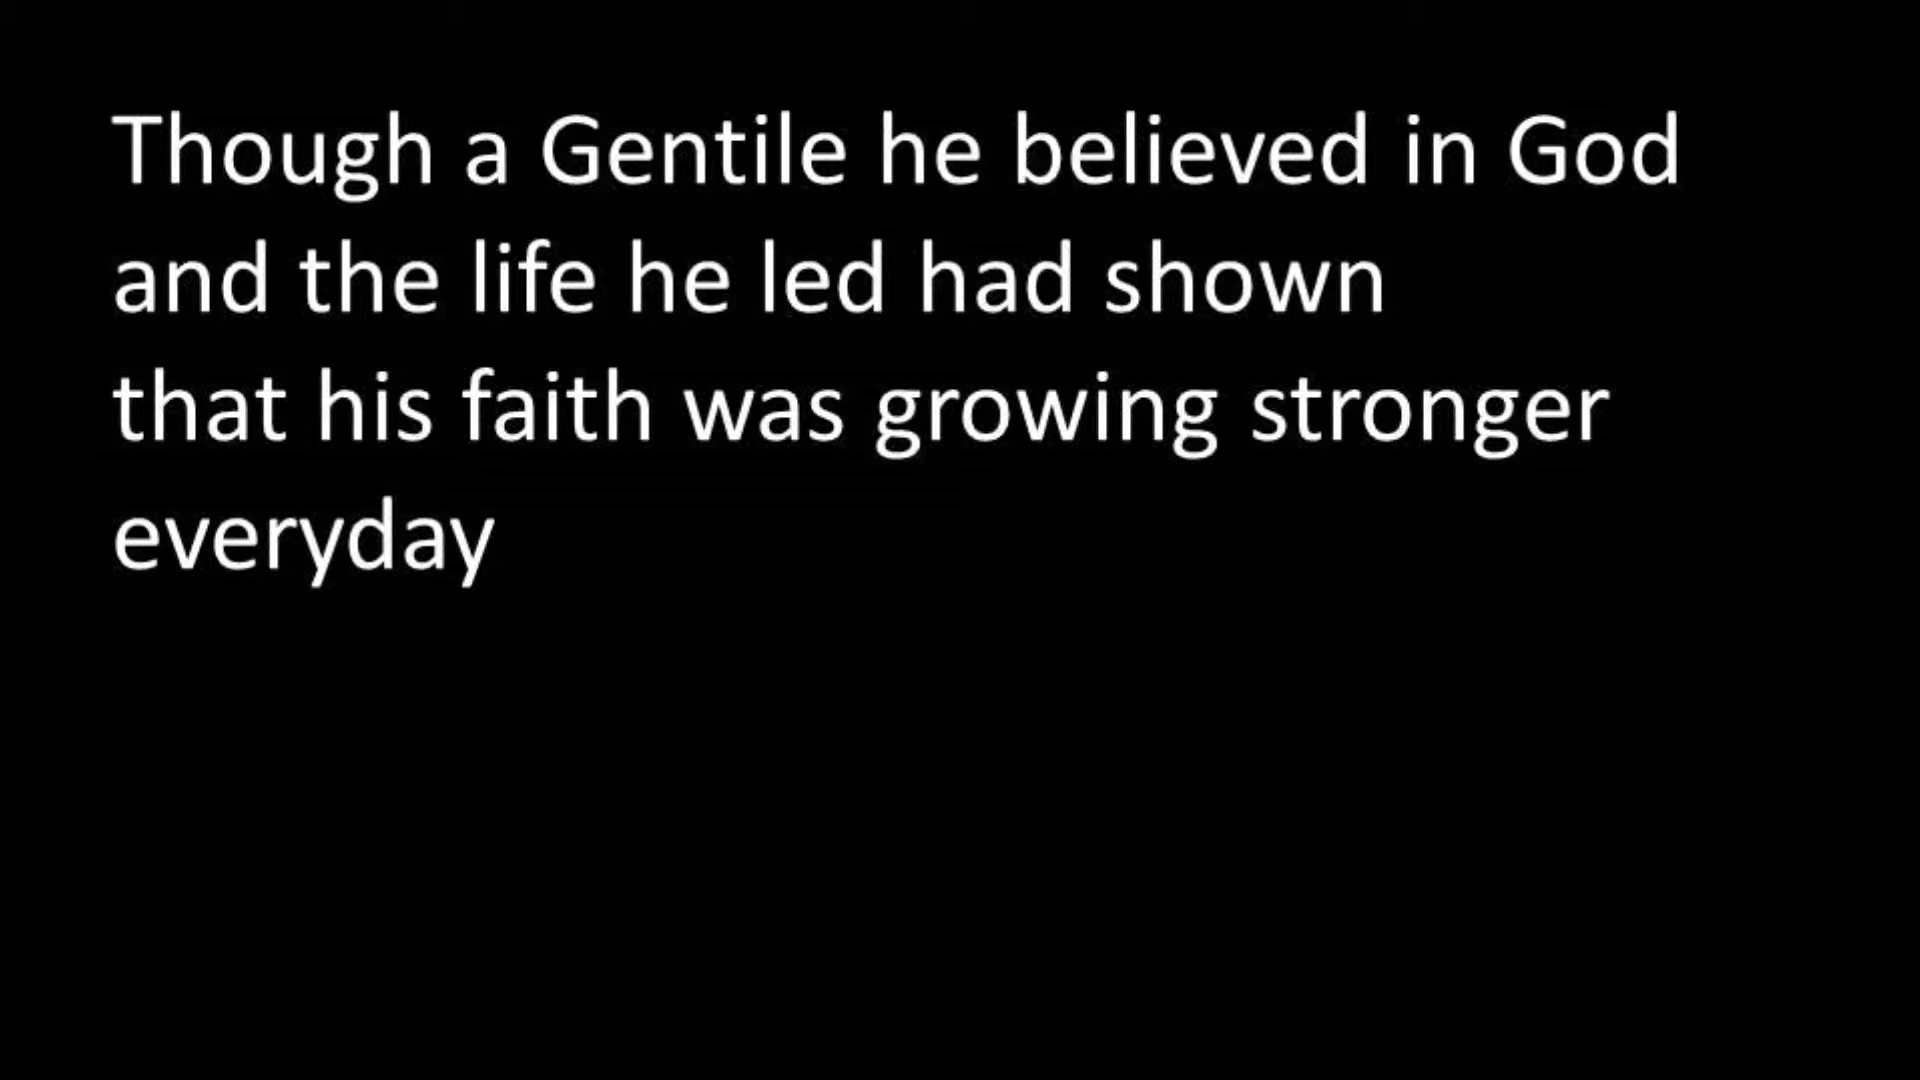 Though a Gentile he believed in God
and the life he led had shown
that his faith was growing stronger
everyday